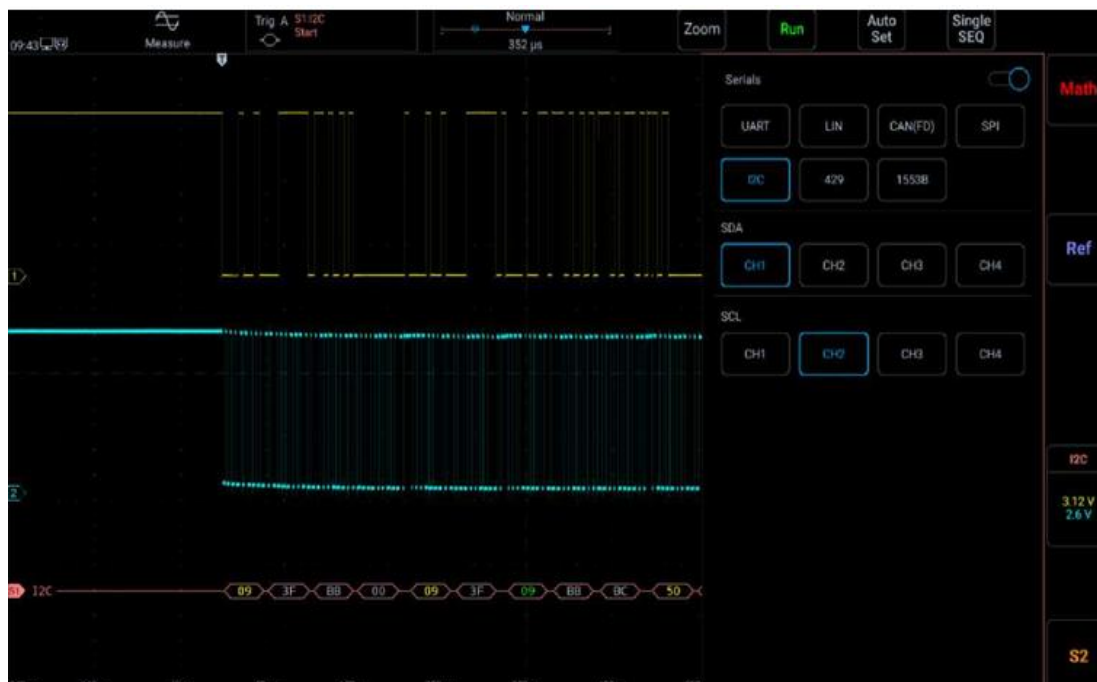 09:43
Measure
Trig A S1:I2C
Start
Normal
352 µs
Zoom
Run
Auto
Set
Single
SEQ
T
Serials
Math
UART LIN CAN(FD) SPI
I2C 429 1553B
SDA
CH1 CH2 CH3 CH4
Ref
SCL
CH1 CH2 CH3 CH4
1
2
I2C
3.12 V
2.6 V
S1 I2C 09 3F BB 00 09 3F 09 BB BC 50
S2